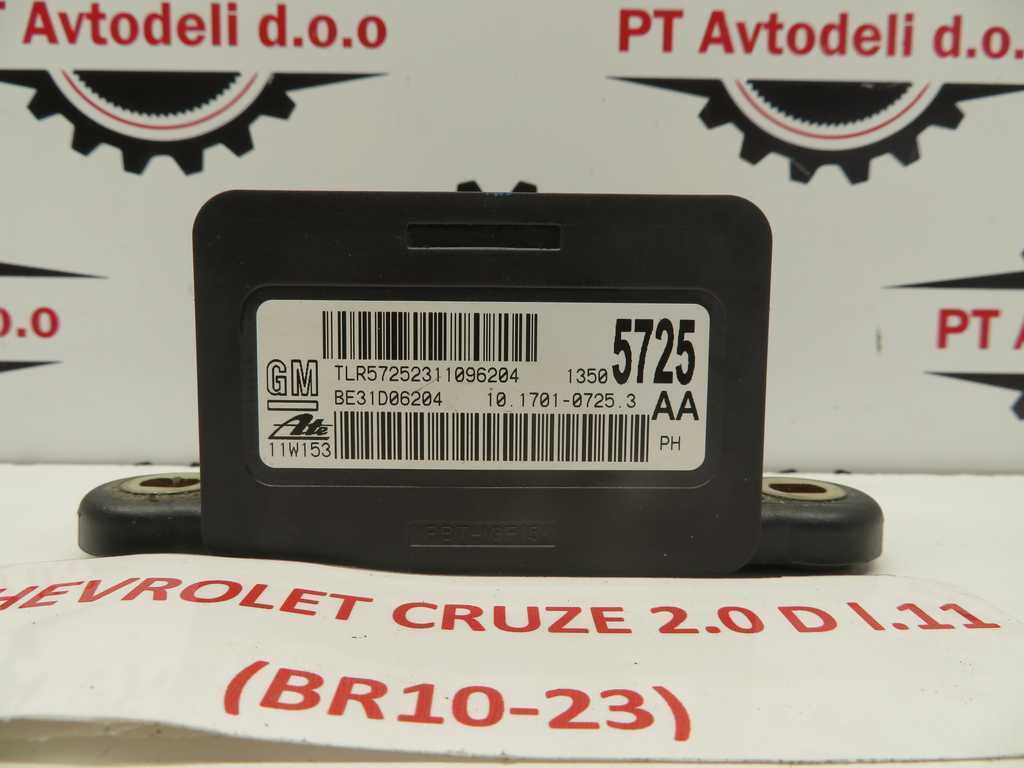 PT Avtodeli d.o.o
PT Avtodeli d.o.
o.o
PT A
GM
TLR57252311096204
1350
5725
BE31D06204
10.1701-0725.3
AA
Ate
11W153
PH
HEVROLET CRUZE 2.0 D l.11
(BR10-23)